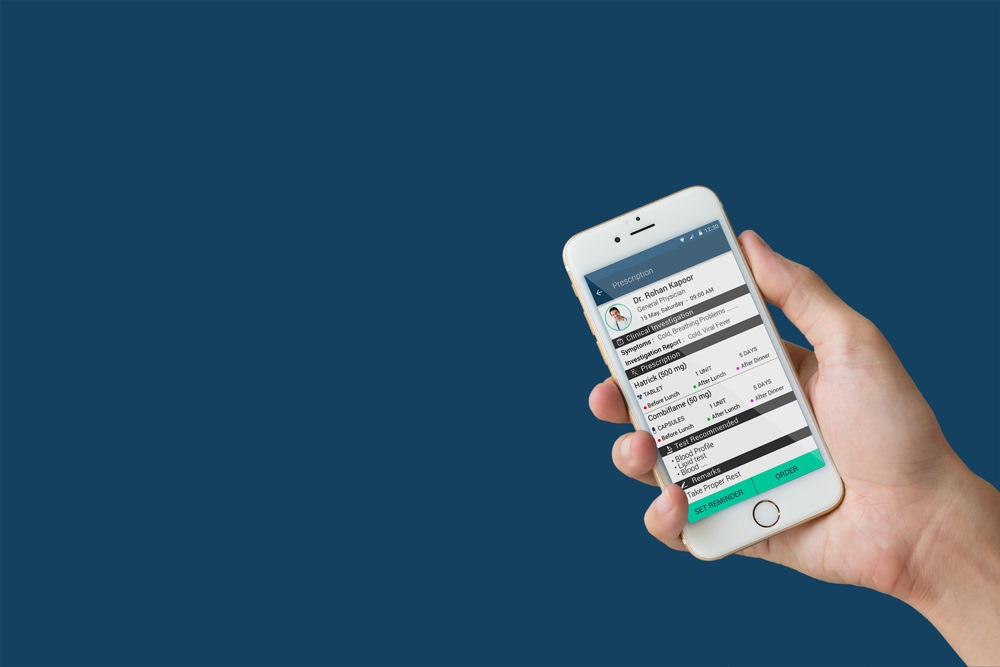 12:30
Prescription
Dr. Rohan Kapoor
General Physician
15 May, Saturday - 09:00 AM
Clinical Investigation
Symptoms : Cold, Breathing Problems ........
Investigation Report : Cold, Viral Fever
Prescription
Hatrick (500 mg)
TABLET 1 UNIT 5 DAYS
Before Lunch After Lunch After Dinner
Combiflame (50 mg)
CAPSULES 1 UNIT 5 DAYS
Before Lunch After Lunch After Dinner
Test Recommended
• Blood Profile
• Lipid test
• Blood ....
Remarks
Take Proper Rest
SET REMINDER ORDER